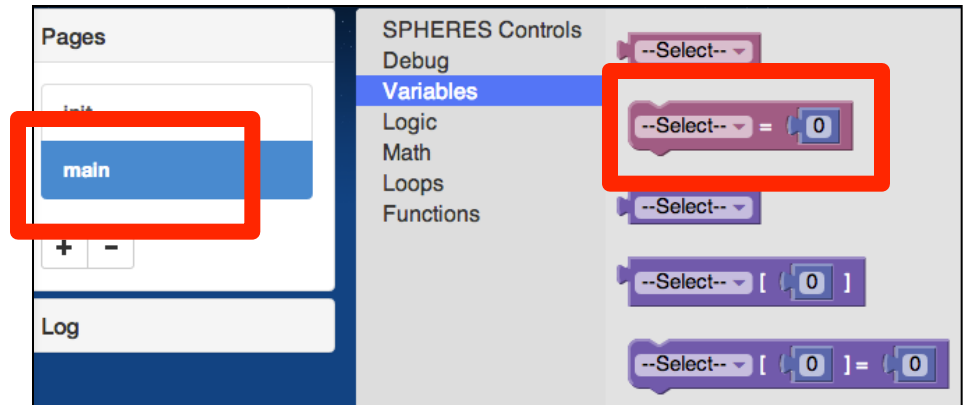 Pages
init
main
+ -
Log
SPHERES Controls
Debug
Variables
Logic
Math
Loops
Functions
--Select--
--Select-- = 0
--Select--
--Select-- [ 0 ]
--Select-- [ 0 ] = 0